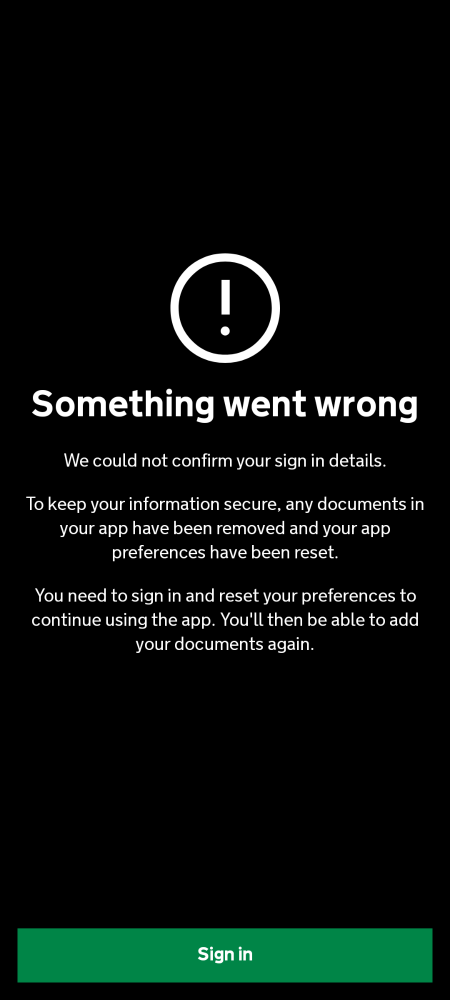 Something went wrong
We could not confirm your sign in details.
To keep your information secure, any documents in
your app have been removed and your app
preferences have been reset.
You need to sign in and reset your preferences to
continue using the app. You'll then be able to add
your documents again.
Sign in